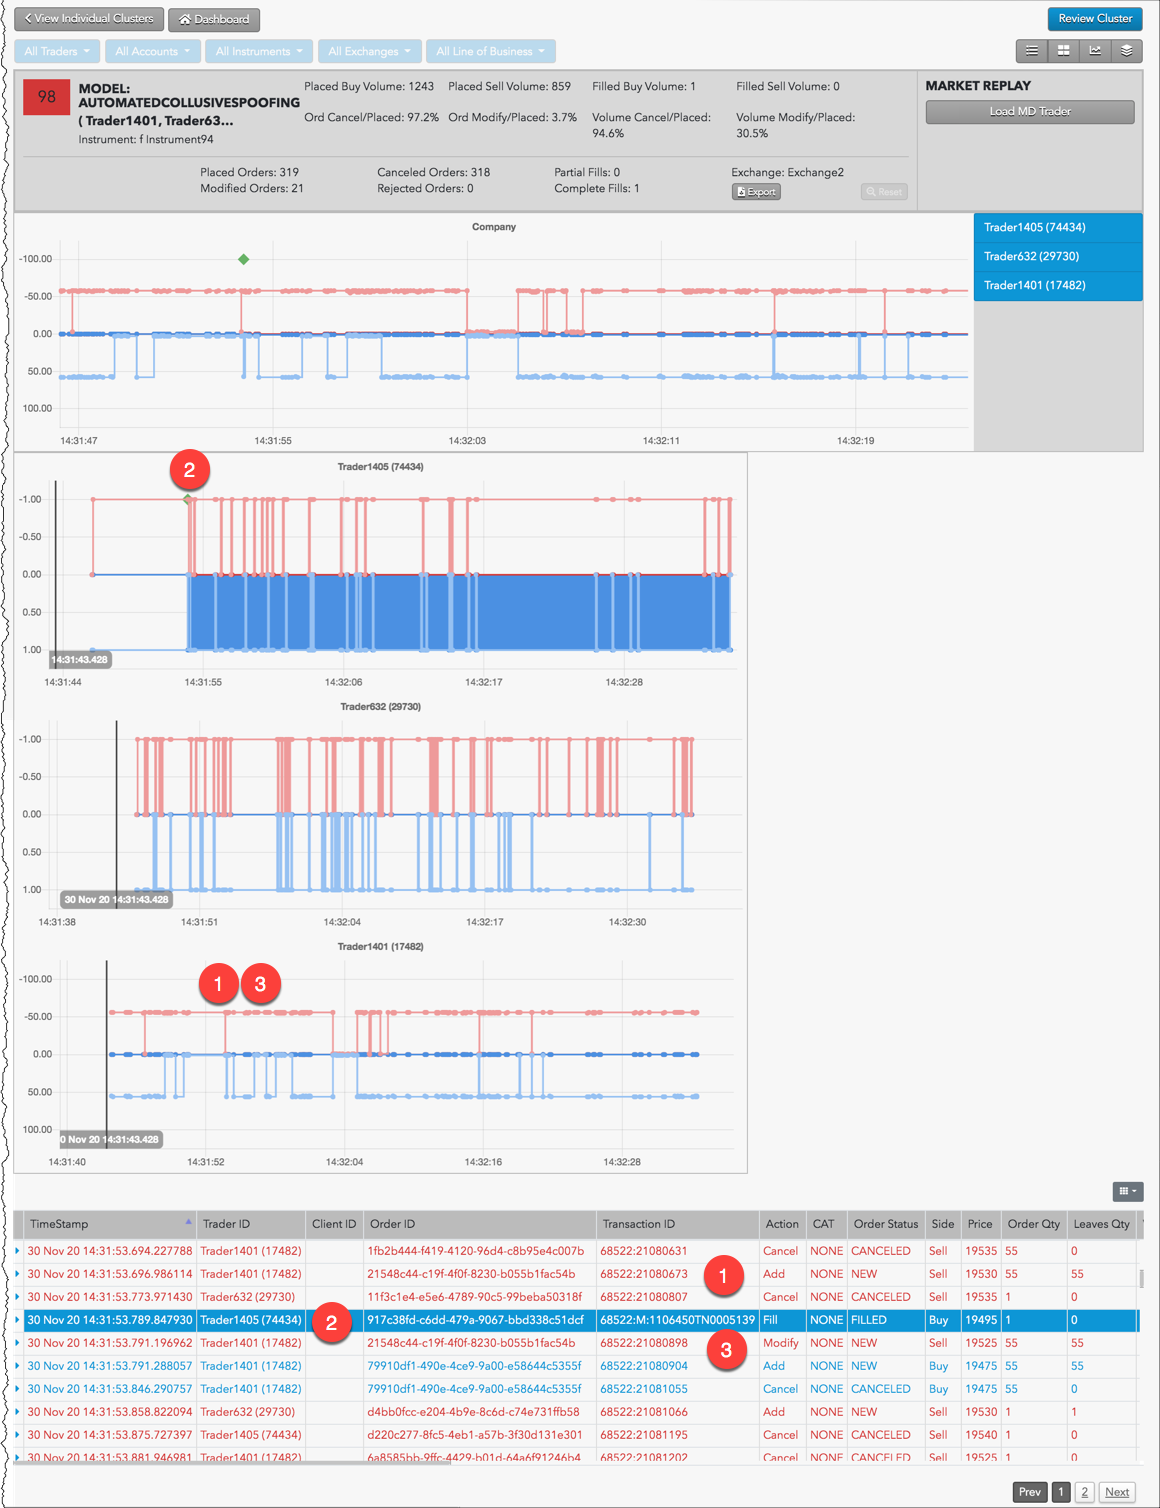 View Individual Clusters
Dashboard
Review Cluster
All Traders
All Accounts
All Instruments
All Exchanges
All Line of Business
98
MODEL:
AUTOMATEDCOLLUSIVESPOOFING
( Trader1401, Trader63...
Instrument: f Instrument94
Placed Buy Volume: 1243
Placed Sell Volume: 859
Filled Buy Volume: 1
Filled Sell Volume: 0
Ord Cancel/Placed: 97.2%
Ord Modify/Placed: 3.7%
Volume Cancel/Placed:
94.6%
Volume Modify/Placed:
30.5%
MARKET REPLAY
Load MD Trader
Placed Orders: 319
Canceled Orders: 318
Partial Fills: 0
Exchange: Exchange2
Modified Orders: 21
Rejected Orders: 0
Complete Fills: 1
Export
Reset
Company
-100.00
-50.00
0.00
50.00
100.00
14:31:47
14:31:55
14:32:03
14:32:11
14:32:19
Trader1405 (74434)
Trader632 (29730)
Trader1401 (17482)
2
Trader1405 (74434)
-1.00
-0.50
0.00
0.50
1.00
14:31:43.428
14:31:44
14:31:55
14:32:06
14:32:17
14:32:28
Trader632 (29730)
-1.00
-0.50
0.00
0.50
1.00
30 Nov 20 14:31:43.428
14:31:38
14:31:51
14:32:04
14:32:17
14:32:30
Trader1401 (17482)
1
3
-100.00
-50.00
0.00
50.00
100.00
0 Nov 20 14:31:43.428
14:31:40
14:31:52
14:32:04
14:32:16
14:32:28
TimeStamp Trader ID Client ID Order ID Transaction ID Action CAT Order Status Side Price Order Qty Leaves Qty
30 Nov 20 14:31:53.694.227788 Trader1401 (17482) 1fb2b444-f419-4120-96d4-c8b95e4c007b 68522:21080631 Cancel NONE CANCELED Sell 19535 55 0
30 Nov 20 14:31:53.696.986114 Trader1401 (17482) 21548c44-c19f-4f0f-8230-b055b1fac54b 68522:21080673 1 Add NONE NEW Sell 19530 55 55
30 Nov 20 14:31:53.773.971430 Trader632 (29730) 11f3c1e4-e5e6-4789-90c5-99beba50318f 68522:21080807 Cancel NONE CANCELED Sell 19535 1 0
30 Nov 20 14:31:53.789.847930 Trader1405 (74434) 2 917c38fd-c6dd-479a-9067-bbd338c51dcf 68522:M:1106450TN0005139 Fill NONE FILLED Buy 19495 1 0
30 Nov 20 14:31:53.791.196962 Trader1401 (17482) 21548c44-c19f-4f0f-8230-b055b1fac54b 68522:21080898 3 Modify NONE NEW Sell 19525 55 55
30 Nov 20 14:31:53.791.288057 Trader1401 (17482) 79910df1-490e-4ce9-9a00-e58644c5355f 68522:21080904 Add NONE NEW Buy 19475 55 55
30 Nov 20 14:31:53.846.290757 Trader1401 (17482) 79910df1-490e-4ce9-9a00-e58644c5355f 68522:21081055 Cancel NONE CANCELED Buy 19475 55 0
30 Nov 20 14:31:53.858.822094 Trader632 (29730) d4bb0fcc-e204-4b9e-8c6d-c74e731ffb58 68522:21081066 Add NONE NEW Sell 19530 1 1
30 Nov 20 14:31:53.875.727397 Trader1405 (74434) d220c277-8fc5-4eb1-a57b-3f30d131e301 68522:21081195 Cancel NONE CANCELED Sell 19540 1 0
30 Nov 20 14:31:53.881.946981 Trader1401 (17482) 6a8585bb-9ffc-4429-b01d-64a6f91246b4 68522:21081202 Cancel NONE CANCELED Sell 19525 1 0
Prev 1 2 Next